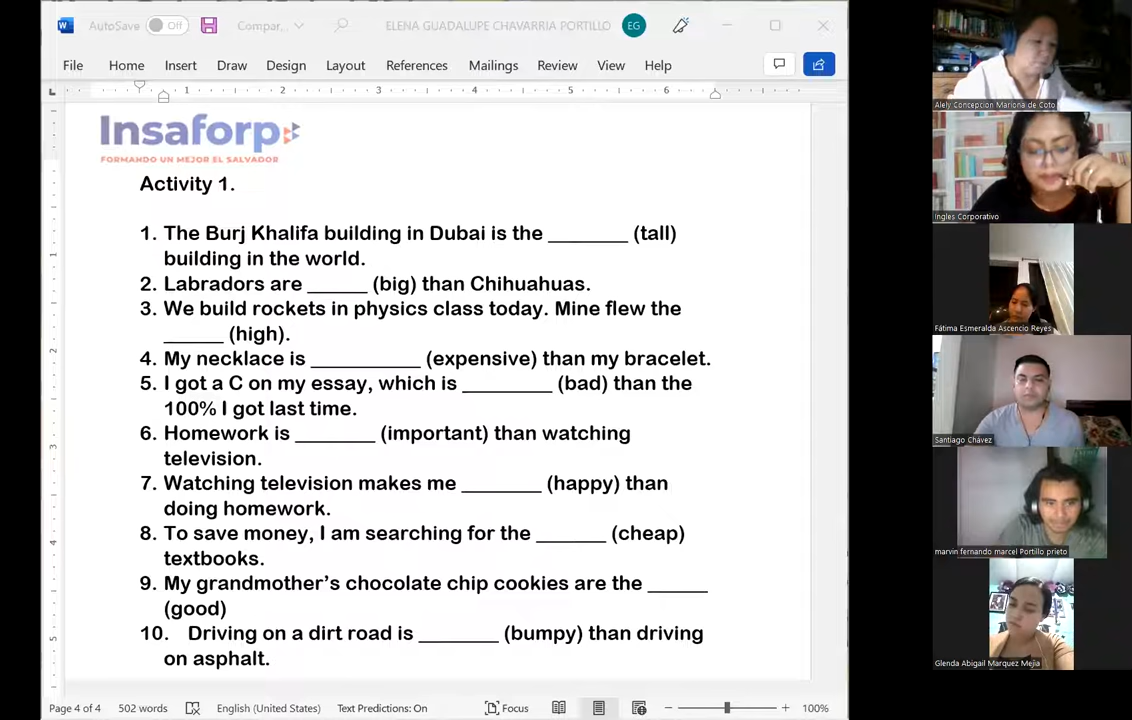 AutoSave Off Compar... ELENA GUADALUPE CHAVARRIA PORTILLO EG
File Home Insert Draw Design Layout References Mailings Review View Help
1 2 3 4 5 6
Insaforp
FORMANDO UN MEJOR EL SALVADOR
Activity 1.
1. The Burj Khalifa building in Dubai is the ________ (tall)
building in the world.
2. Labradors are ______ (big) than Chihuahuas.
3. We build rockets in physics class today. Mine flew the
______ (high).
4. My necklace is ___________ (expensive) than my bracelet.
5. I got a C on my essay, which is _________ (bad) than the
100% I got last time.
6. Homework is ________ (important) than watching
television.
7. Watching television makes me ________ (happy) than
doing homework.
8. To save money, I am searching for the _______ (cheap)
textbooks.
9. My grandmother's chocolate chip cookies are the ______
(good)
10. Driving on a dirt road is ________ (bumpy) than driving
on asphalt.
Page 4 of 4 502 words English (United States) Text Predictions: On Focus 100%
Alely Concepcion Mariona de Coto
Ingles Corporativo
Fátima Esmeralda Ascencio Reyes
Santiago Chávez
marvin fernando marcel Portillo prieto
Glenda Abigail Marquez Mejia